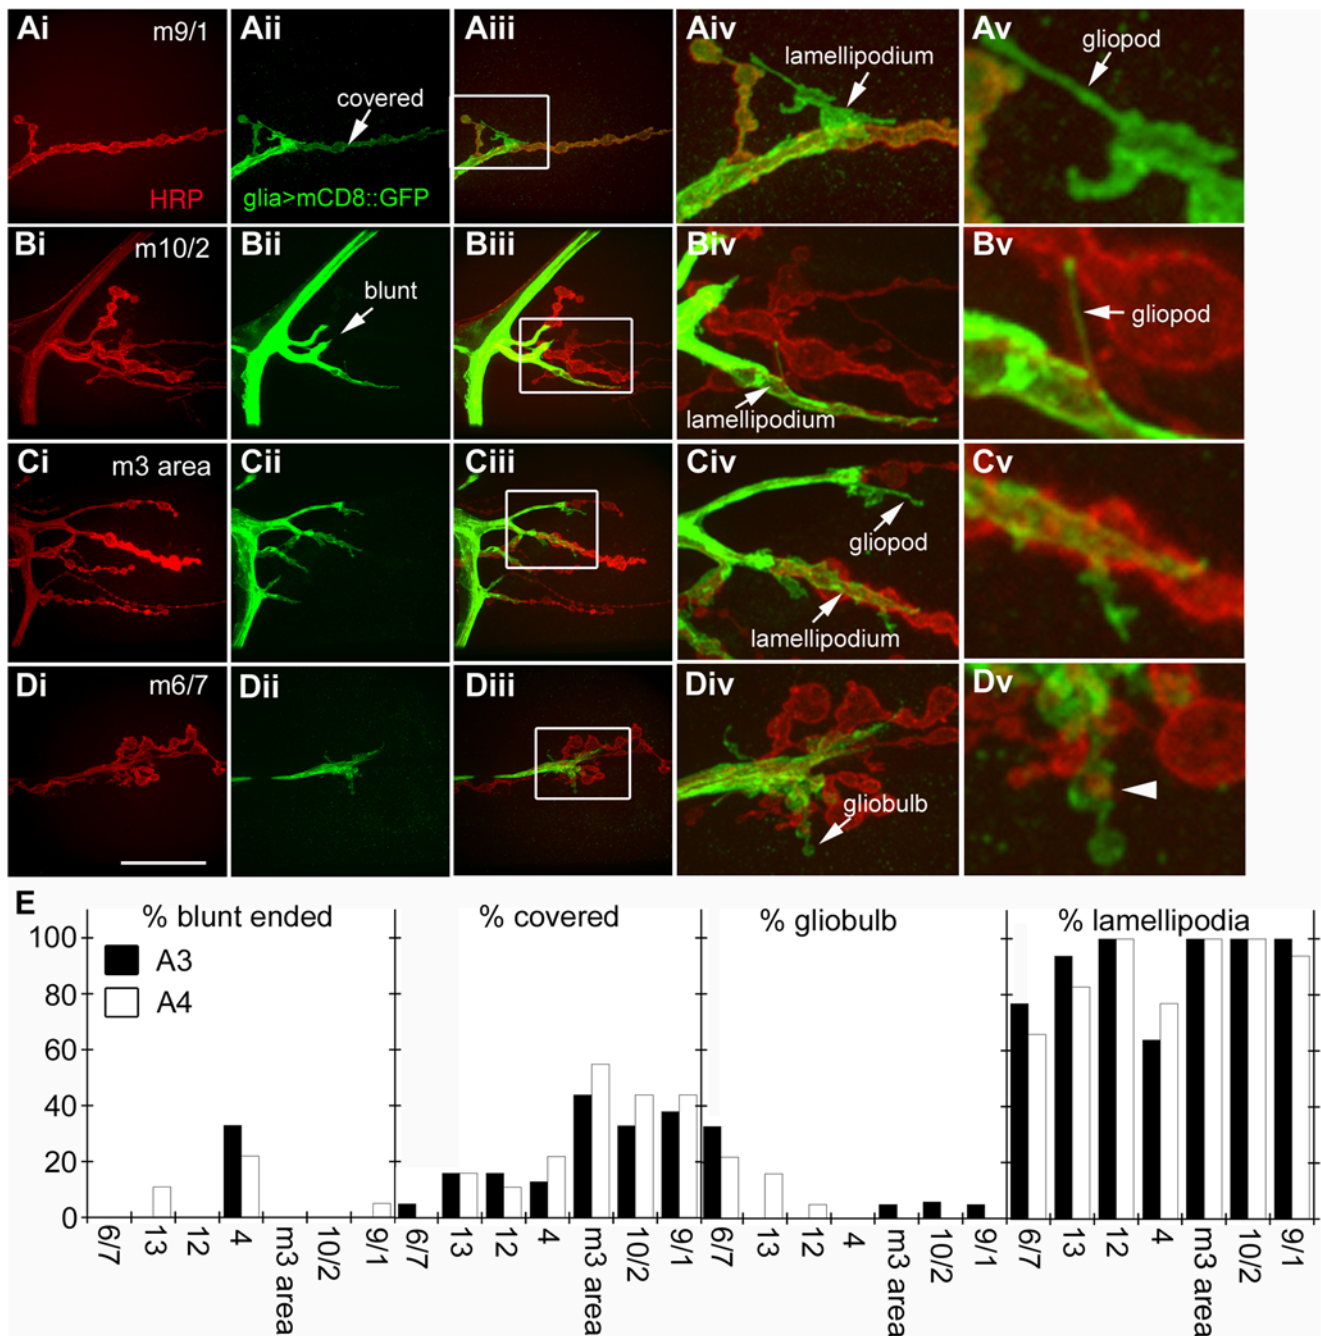 Ai m9/1 HRP
Aii covered glia>mCD8::GFP
Aiii
Aiv lamellipodium
Av gliopod
Bi m10/2
Bii blunt
Biii
Biv lamellipodium
Bv gliopod
Ci m3 area
Cii
Ciii
Civ gliopod lamellipodium
Cv
Di m6/7
Dii
Diii
Div gliobulb
Dv
E
% blunt ended % covered % gliobulb % lamellipodia
100
80
60
40
20
0
A3
A4
6/7 13 12 4 m3 area 10/2 9/1
6/7 13 12 4 m3 area 10/2 9/1
6/7 13 12 4 m3 area 10/2 9/1
6/7 13 12 4 m3 area 10/2 9/1